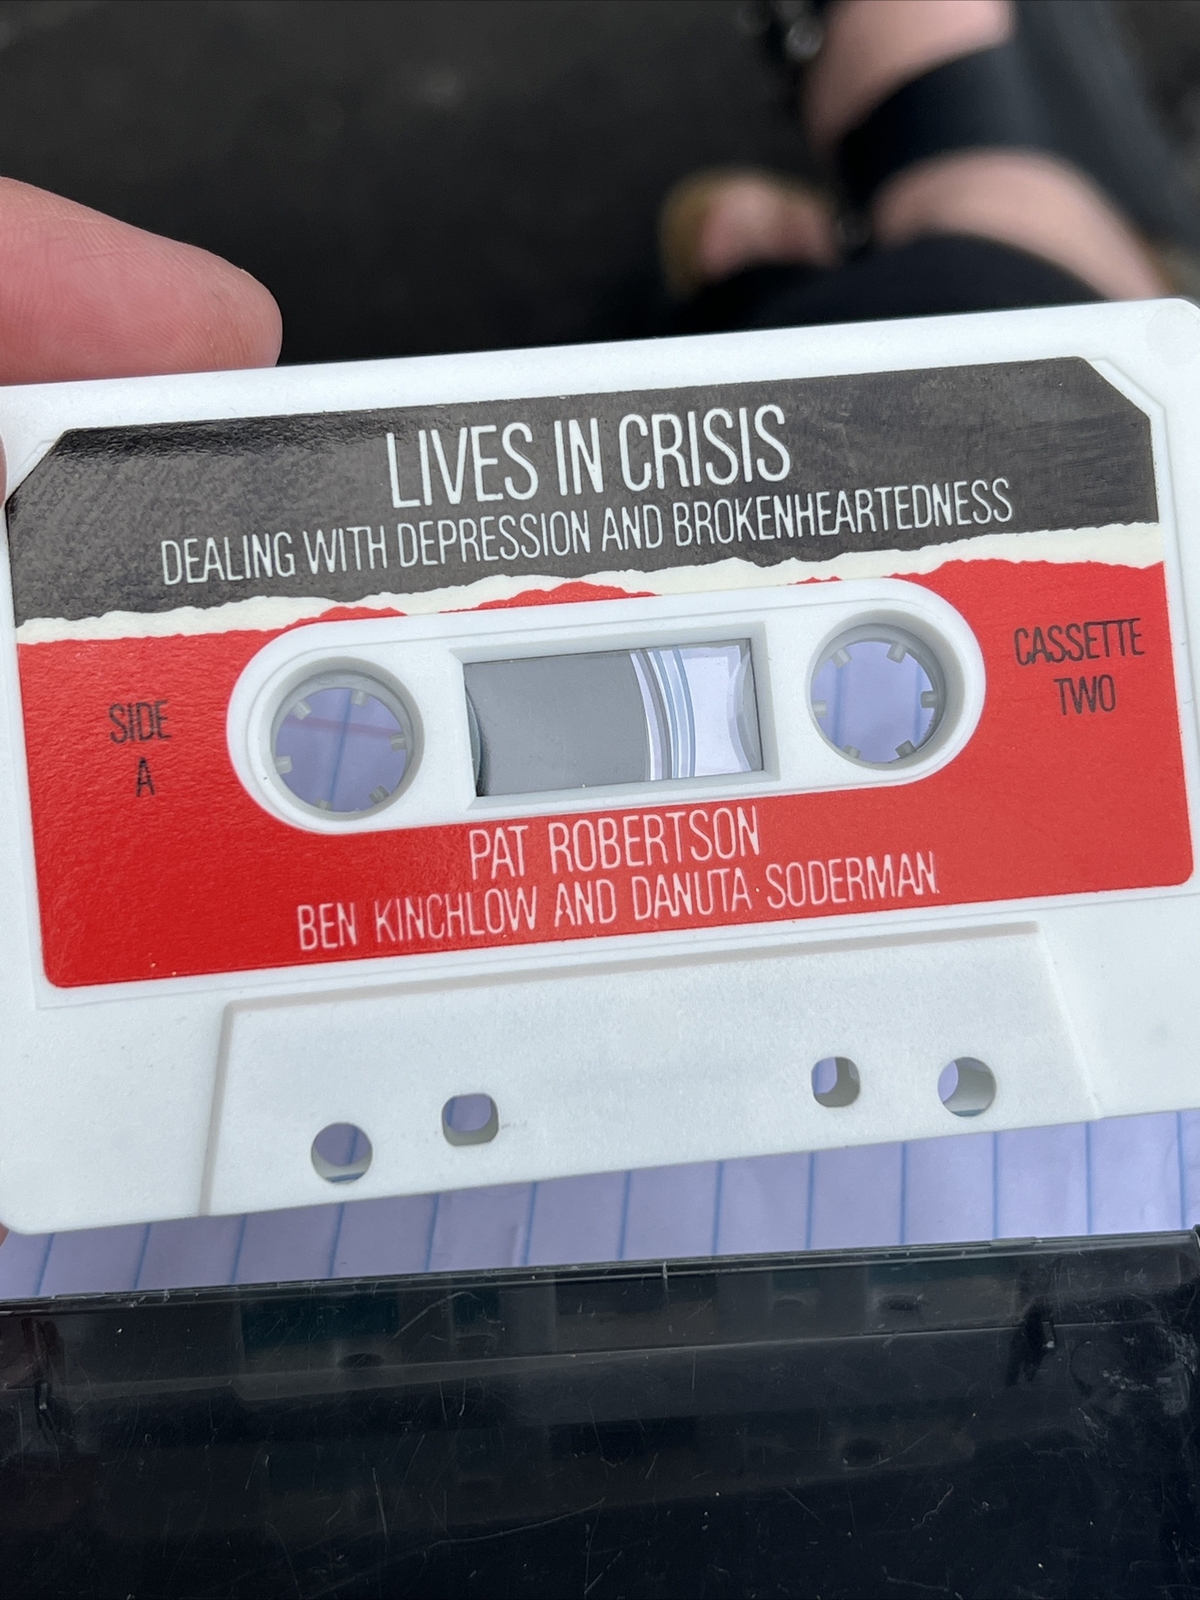 LIVES IN CRISIS
DEALING WITH DEPRESSION AND BROKENHEARTEDNESS
SIDE
A
CASSETTE
TWO
PAT ROBERTSON
BEN KINCHLOW AND DANUTA SODERMAN